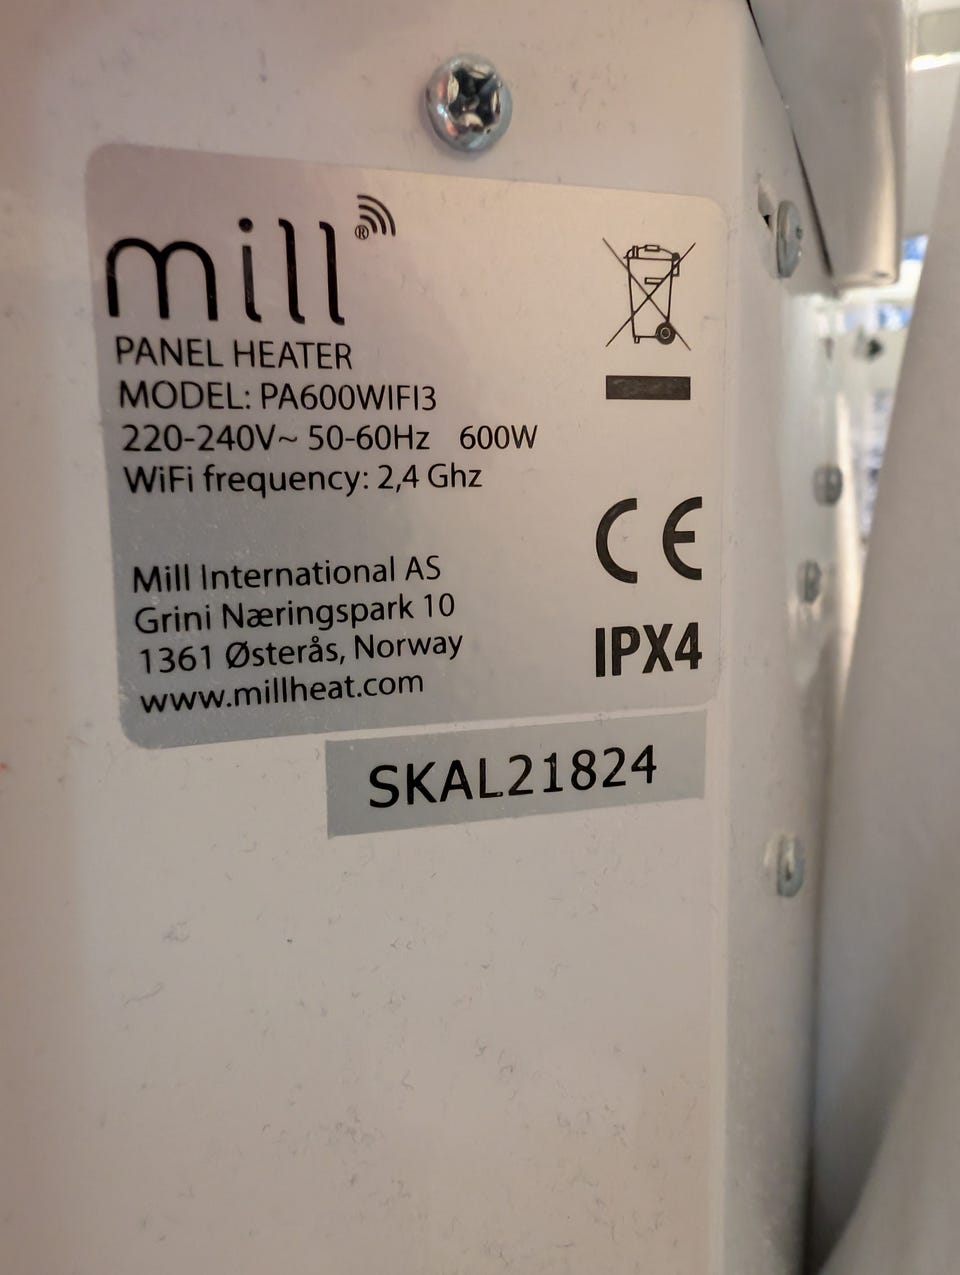 mill®
PANEL HEATER
MODEL: PA600WIFI3
220-240V~ 50-60Hz 600W
WiFi frequency: 2,4 Ghz
Mill International AS
Grini Næringspark 10
1361 Østerås, Norway
www.millheat.com
CE
IPX4
SKAL21824